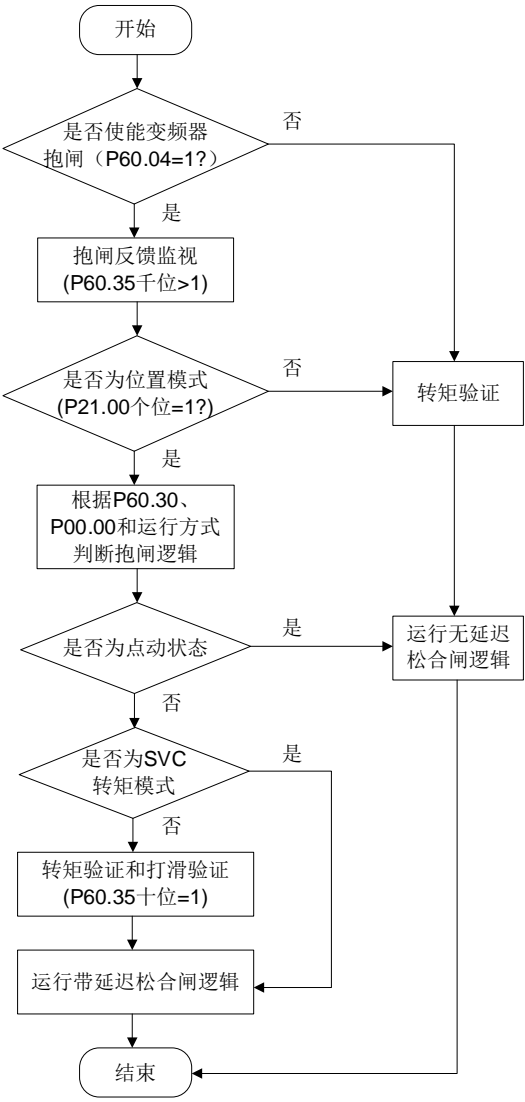 开始
是否使能变频器
抱闸（P60.04=1?）
否
是
抱闸反馈监视
(P60.35千位>1)
是否为位置模式
(P21.00个位=1?)
否
转矩验证
是
根据P60.30、
P00.00和运行方式
判断抱闸逻辑
是否为点动状态
是
运行无延迟
松合闸逻辑
否
是否为SVC
转矩模式
是
否
转矩验证和打滑验证
(P60.35十位=1)
运行带延迟松合闸逻辑
结束